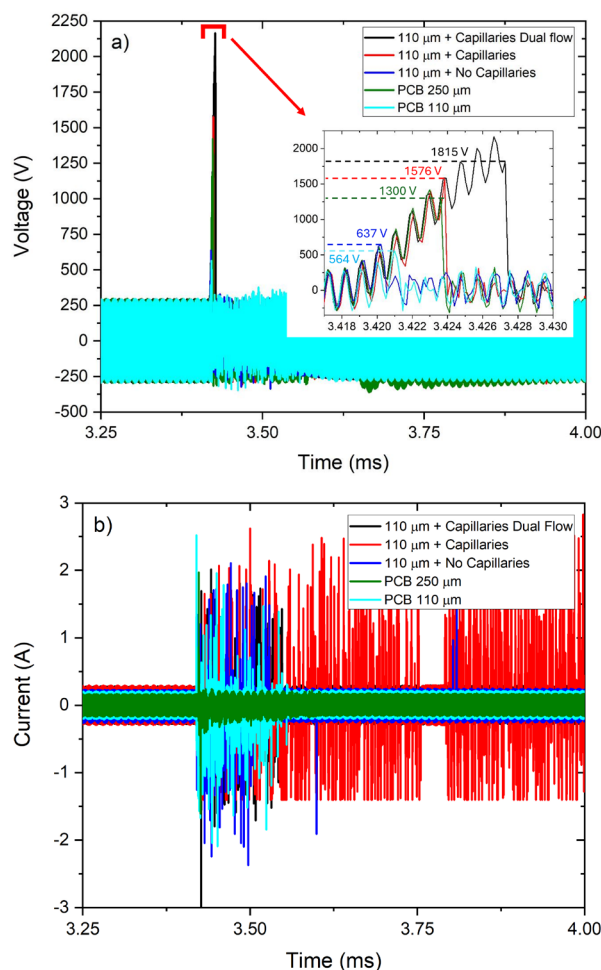 a)
110 μm + Capillaries Dual flow
110 μm + Capillaries
110 μm + No Capillaries
PCB 250 μm
PCB 110 μm
Voltage (V)
2250
2000
1750
1500
1250
1000
750
500
250
0
-250
-500
2000
1500
1000
500
0
1815 V
1576 V
1300 V
637 V
564 V
3.418 3.420 3.422 3.424 3.426 3.428 3.430
3.25 3.50 3.75 4.00
Time (ms)
b)
110 μm + Capillaries Dual Flow
110 μm + Capillaries
110 μm + No Capillaries
PCB 250 μm
PCB 110 μm
Current (A)
3
2
1
0
-1
-2
-3
3.25 3.50 3.75 4.00
Time (ms)